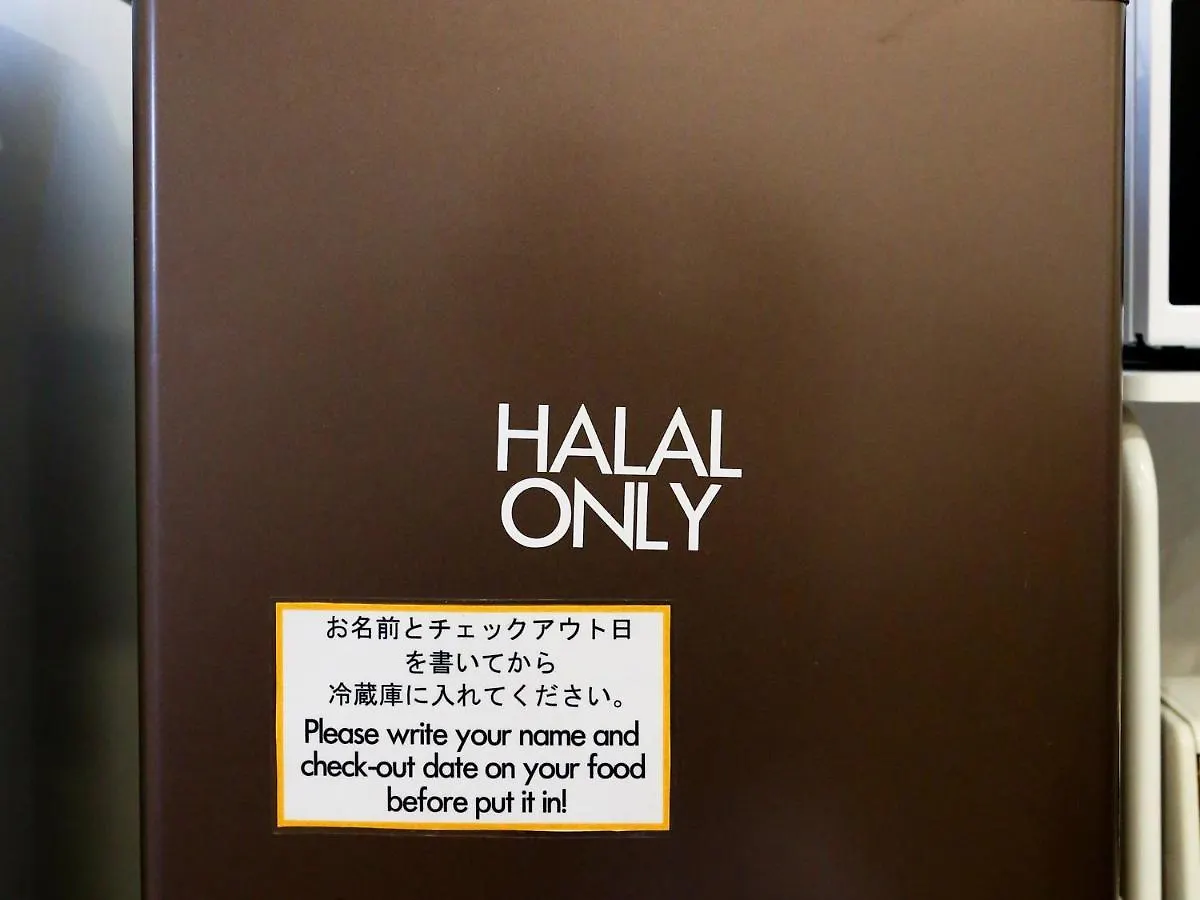 HALAL
ONLY
お名前とチェックアウト日
を書いてから
冷蔵庫に入れてください。
Please write your name and
check-out date on your food
before put it in!